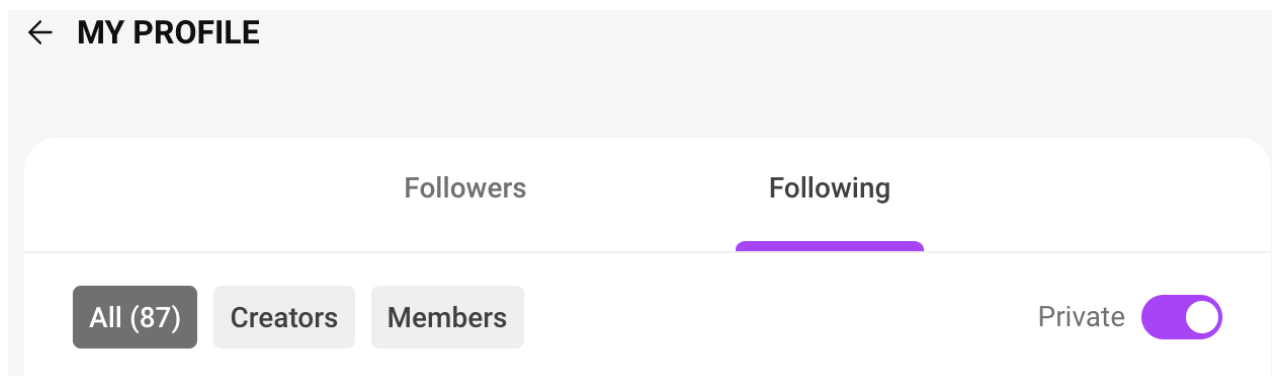 MY PROFILE
Followers Following
All (87) Creators Members Private